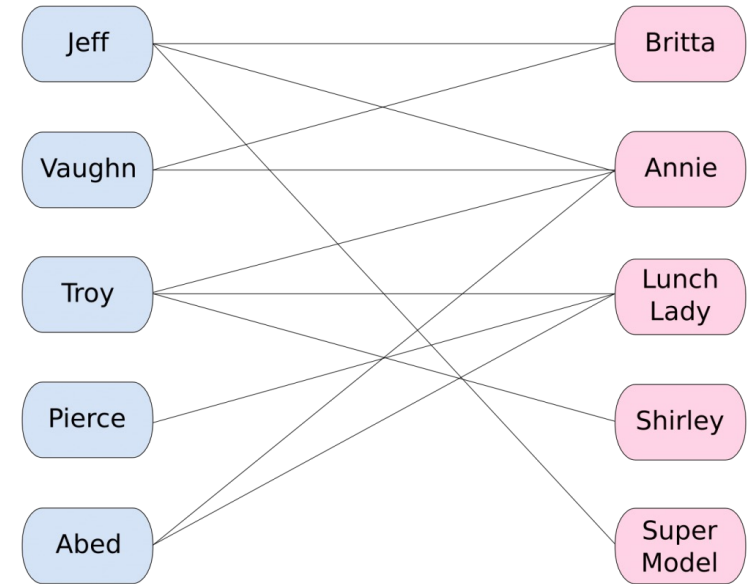 Jeff
Britta
Vaughn
Annie
Troy
Lunch
Lady
Pierce
Shirley
Abed
Super
Model